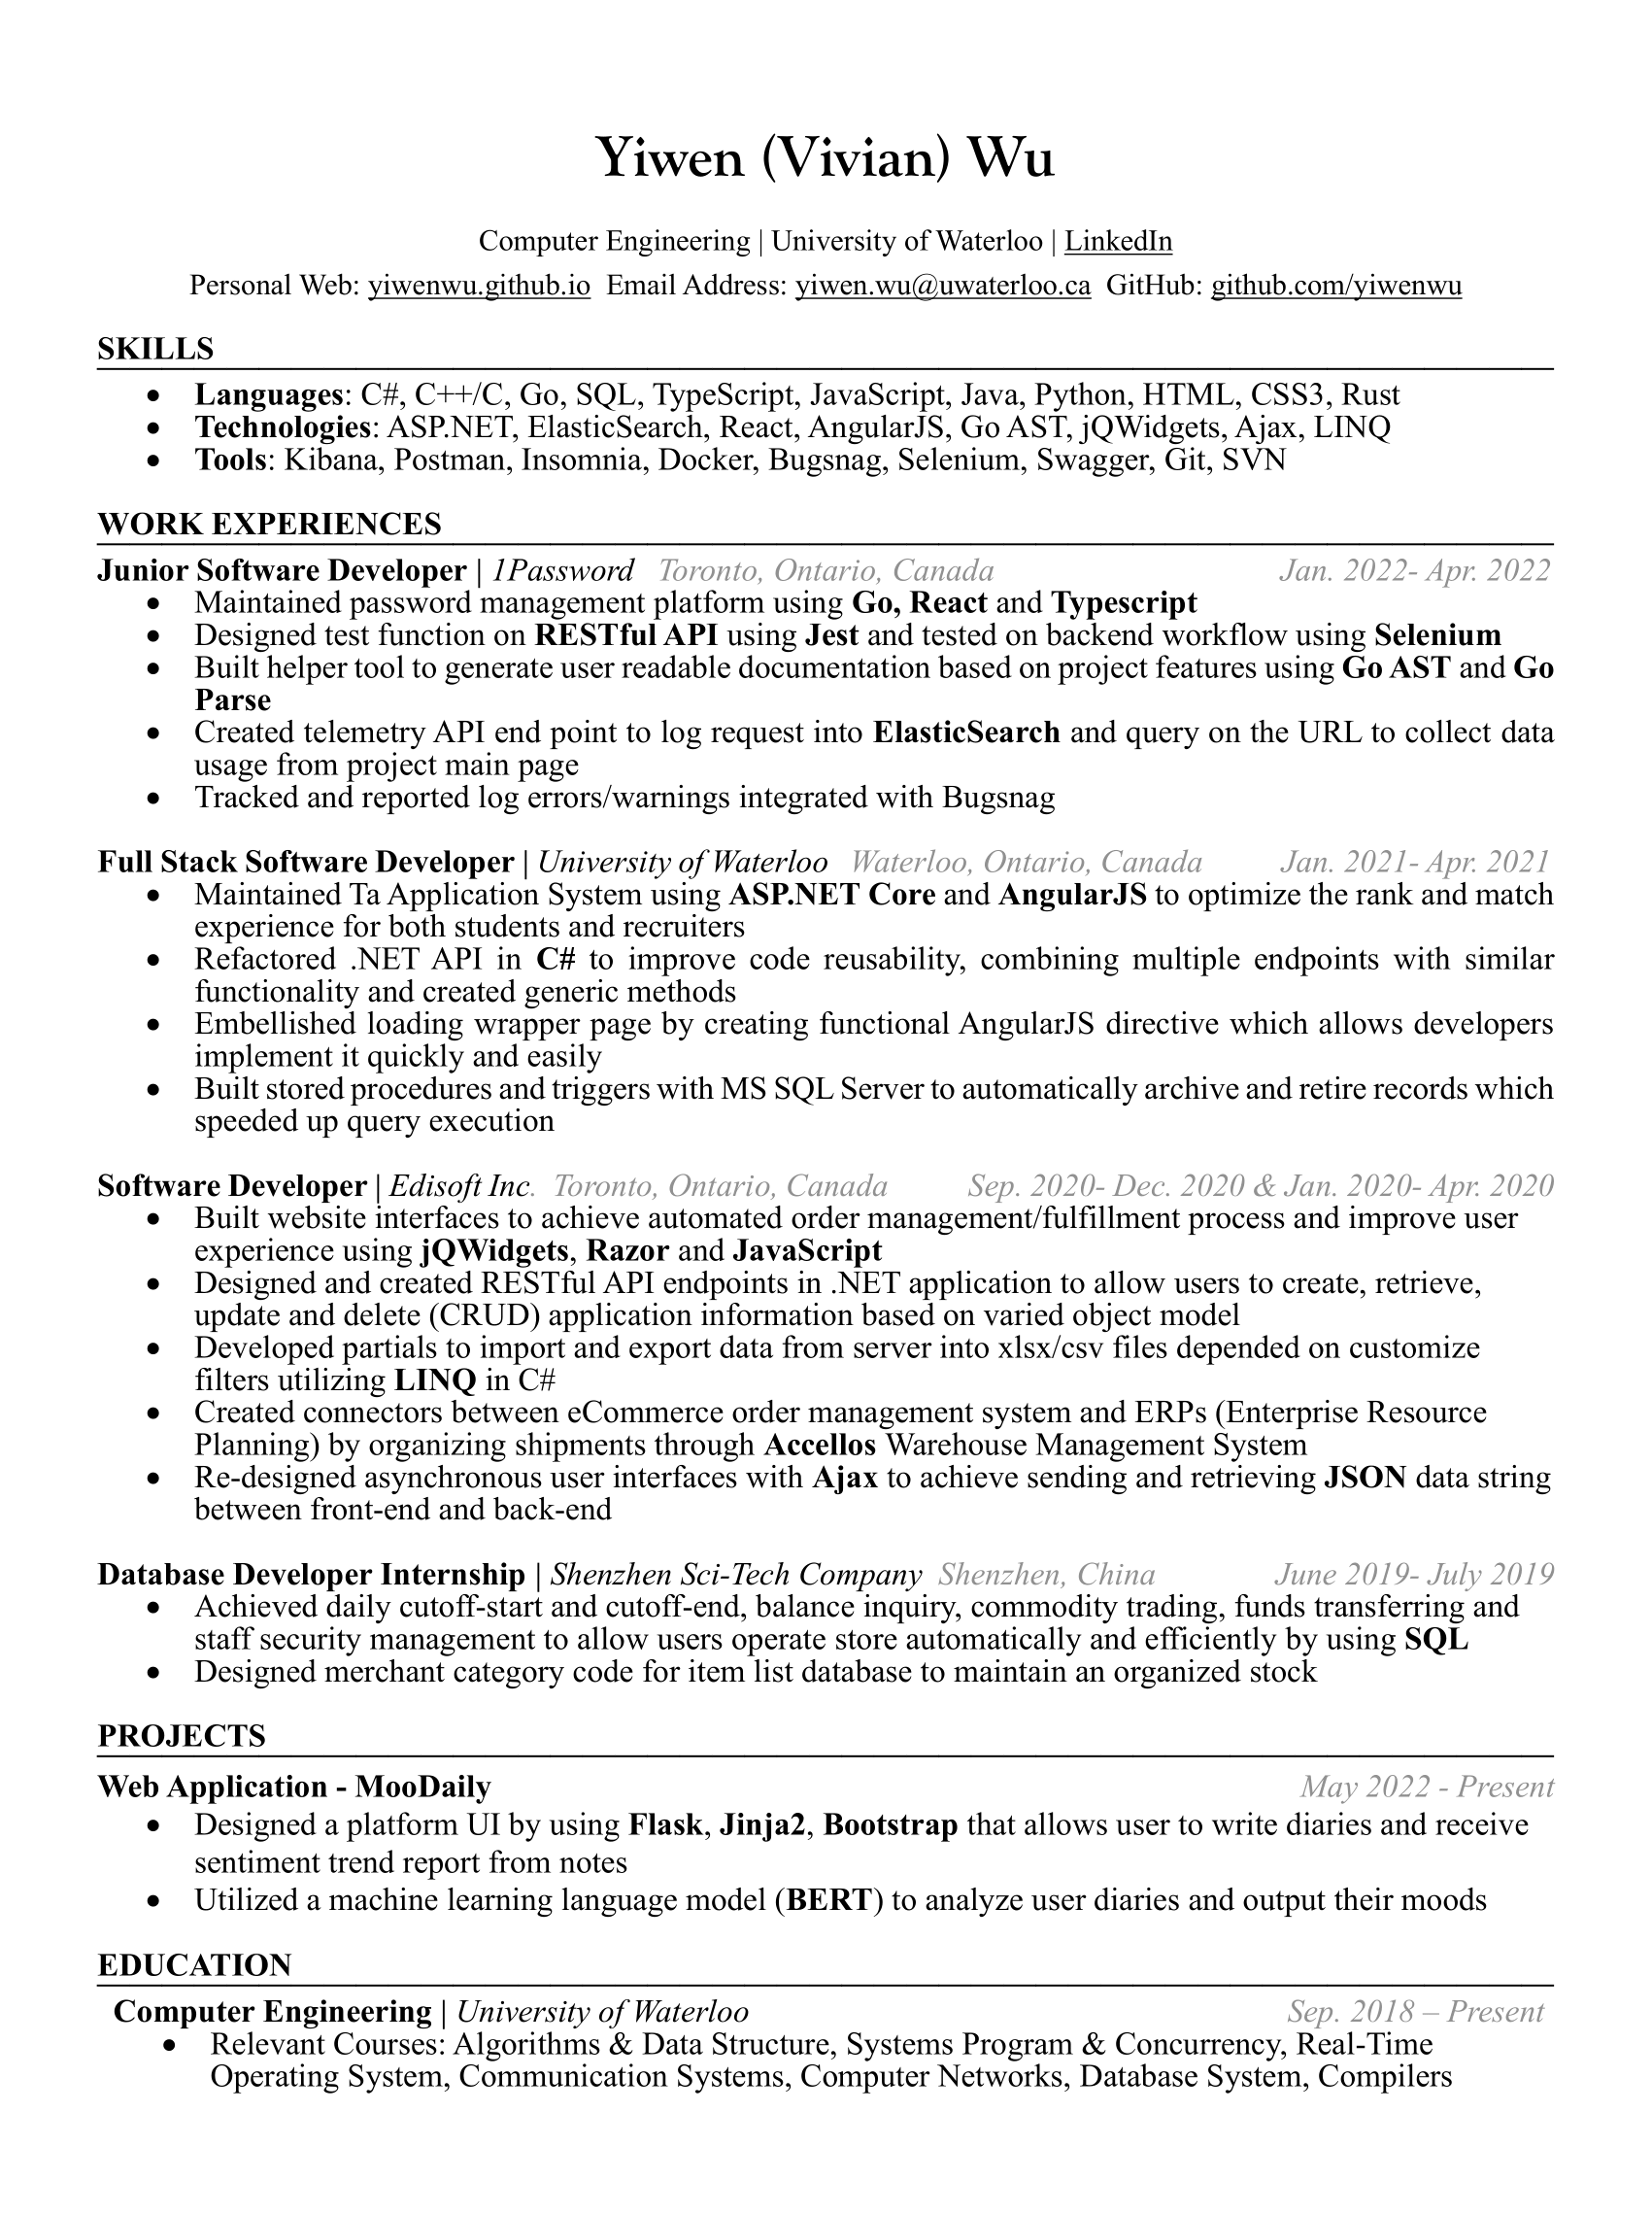 Yiwen (Vivian) Wu
Computer Engineering | University of Waterloo | LinkedIn
Personal Web: yiwenwu.github.io  Email Address: yiwen.wu@uwaterloo.ca  GitHub: github.com/yiwenwu
SKILLS
• Languages: C#, C++/C, Go, SQL, TypeScript, JavaScript, Java, Python, HTML, CSS3, Rust
• Technologies: ASP.NET, ElasticSearch, React, AngularJS, Go AST, jQWidgets, Ajax, LINQ
• Tools: Kibana, Postman, Insomnia, Docker, Bugsnag, Selenium, Swagger, Git, SVN
WORK EXPERIENCES
Junior Software Developer | 1Password  Toronto, Ontario, Canada  Jan. 2022- Apr. 2022
• Maintained password management platform using Go, React and Typescript
• Designed test function on RESTful API using Jest and tested on backend workflow using Selenium
• Built helper tool to generate user readable documentation based on project features using Go AST and Go
Parse
• Created telemetry API end point to log request into ElasticSearch and query on the URL to collect data
usage from project main page
• Tracked and reported log errors/warnings integrated with Bugsnag
Full Stack Software Developer | University of Waterloo  Waterloo, Ontario, Canada  Jan. 2021- Apr. 2021
• Maintained Ta Application System using ASP.NET Core and AngularJS to optimize the rank and match
experience for both students and recruiters
• Refactored .NET API in C# to improve code reusability, combining multiple endpoints with similar
functionality and created generic methods
• Embellished loading wrapper page by creating functional AngularJS directive which allows developers
implement it quickly and easily
• Built stored procedures and triggers with MS SQL Server to automatically archive and retire records which
speeded up query execution
Software Developer | Edisoft Inc.  Toronto, Ontario, Canada  Sep. 2020- Dec. 2020 & Jan. 2020- Apr. 2020
• Built website interfaces to achieve automated order management/fulfillment process and improve user
experience using jQWidgets, Razor and JavaScript
• Designed and created RESTful API endpoints in .NET application to allow users to create, retrieve,
update and delete (CRUD) application information based on varied object model
• Developed partials to import and export data from server into xlsx/csv files depended on customize
filters utilizing LINQ in C#
• Created connectors between eCommerce order management system and ERPs (Enterprise Resource
Planning) by organizing shipments through Accellos Warehouse Management System
• Re-designed asynchronous user interfaces with Ajax to achieve sending and retrieving JSON data string
between front-end and back-end
Database Developer Internship | Shenzhen Sci-Tech Company  Shenzhen, China  June 2019- July 2019
• Achieved daily cutoff-start and cutoff-end, balance inquiry, commodity trading, funds transferring and
staff security management to allow users operate store automatically and efficiently by using SQL
• Designed merchant category code for item list database to maintain an organized stock
PROJECTS
Web Application - MooDaily  May 2022 - Present
• Designed a platform UI by using Flask, Jinja2, Bootstrap that allows user to write diaries and receive
sentiment trend report from notes
• Utilized a machine learning language model (BERT) to analyze user diaries and output their moods
EDUCATION
Computer Engineering | University of Waterloo  Sep. 2018 – Present
• Relevant Courses: Algorithms & Data Structure, Systems Program & Concurrency, Real-Time
Operating System, Communication Systems, Computer Networks, Database System, Compilers